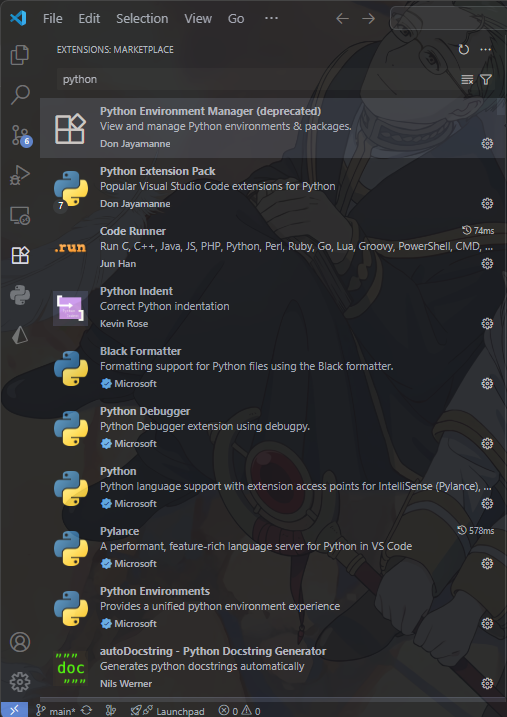 File Edit Selection View Go ···
EXTENSIONS: MARKETPLACE
python
Python Environment Manager (deprecated)
View and manage Python environments & packages.
Don Jayamanne
Python Extension Pack
Popular Visual Studio Code extensions for Python
7
Don Jayamanne
Code Runner 74ms
.run
Run C, C++, Java, JS, PHP, Python, Perl, Ruby, Go, Lua, Groovy, PowerShell, CMD, ...
Jun Han
Python Indent
Correct Python indentation
Kevin Rose
Black Formatter
Formatting support for Python files using the Black formatter.
Microsoft
Python Debugger
Python Debugger extension using debugpy.
Microsoft
Python
Python language support with extension access points for IntelliSense (Pylance), ...
Microsoft
Pylance 578ms
A performant, feature-rich language server for Python in VS Code
Microsoft
Python Environments
Provides a unified python environment experience
Microsoft
autoDocstring - Python Docstring Generator
"""
doc
"""
Generates python docstrings automatically
Nils Werner
6
main* Launchpad 0 0